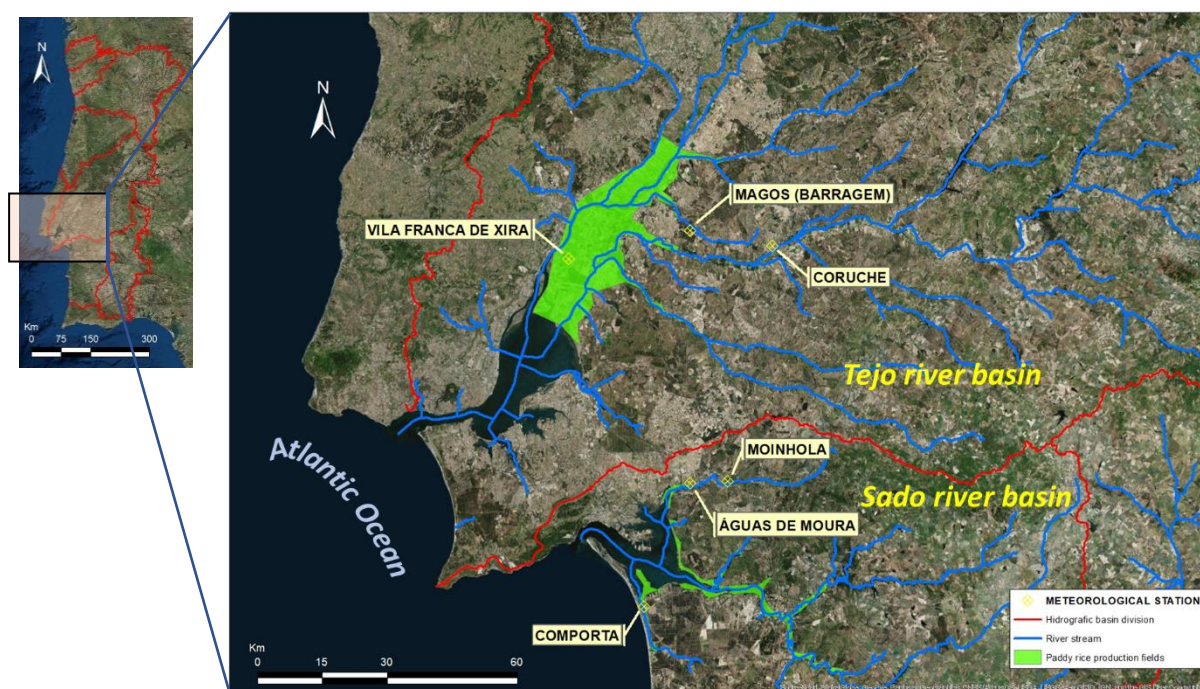 N
Km
0 75 150 300
N
VILA FRANCA DE XIRA
MAGOS (BARRAGEM)
CORUCHE
Tejo river basin
MOINHOLA
Sado river basin
ÁGUAS DE MOURA
Atlantic Ocean
COMPORTA
Km
0 15 30 60
METEOROLOGICAL STATION
Hidrografic basin division
River stream
Paddy rice production fields